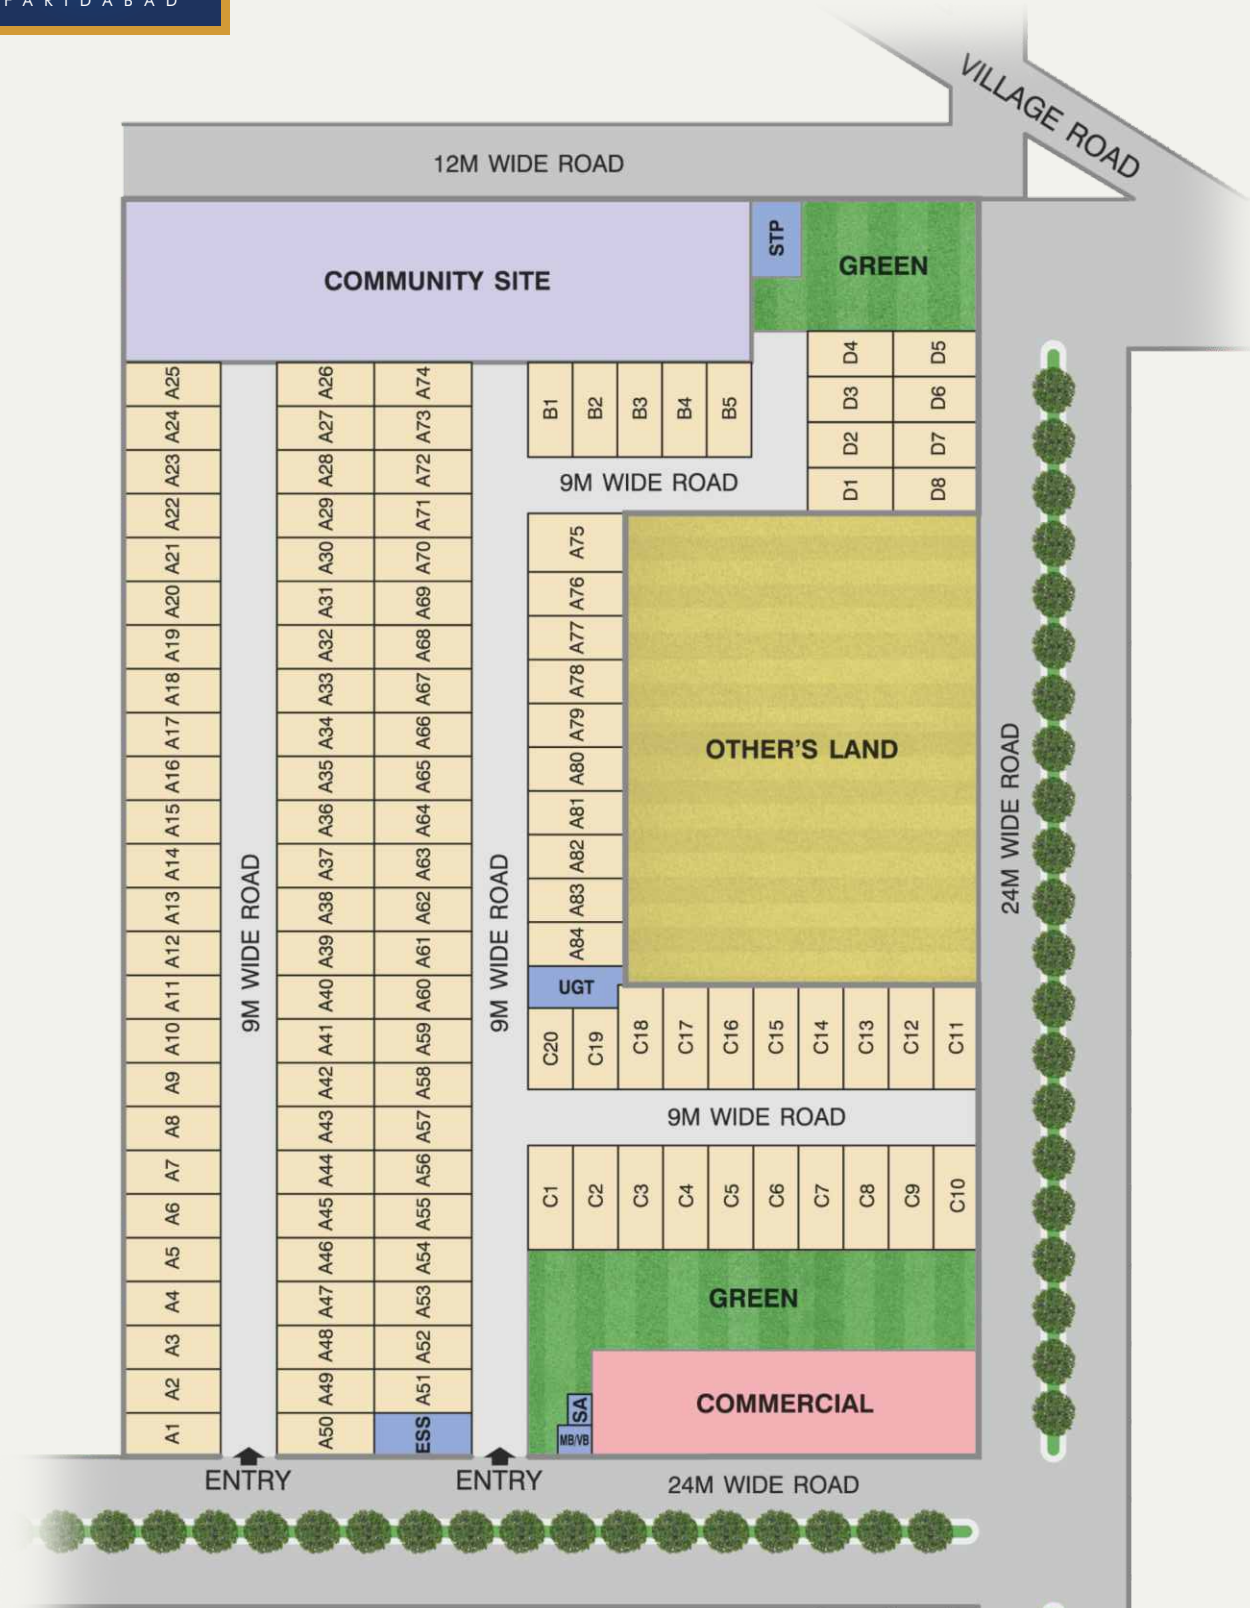 FARIDABAD
VILLAGE ROAD
12M WIDE ROAD
COMMUNITY SITE
STP
GREEN
A25
A24
A23
A22
A21
A20
A19
A18
A17
A16
A15
A14
A13
A12
A11
A10
A9
A8
A7
A6
A5
A4
A3
A2
A1
9M WIDE ROAD
A26
A27
A28
A29
A30
A31
A32
A33
A34
A35
A36
A37
A38
A39
A40
A41
A42
A43
A44
A45
A46
A47
A48
A49
A50
A74
A73
A72
A71
A70
A69
A68
A67
A66
A65
A64
A63
A62
A61
A60
A59
A58
A57
A56
A55
A54
A53
A52
A51
ESS
9M WIDE ROAD
B1
B2
B3
B4
B5
9M WIDE ROAD
D4
D3
D2
D1
D5
D6
D7
D8
A75
A76
A77
A78
A79
A80
A81
A82
A83
A84
UGT
OTHER'S LAND
24M WIDE ROAD
C20
C19
C18
C17
C16
C15
C14
C13
C12
C11
9M WIDE ROAD
C1
C2
C3
C4
C5
C6
C7
C8
C9
C10
GREEN
COMMERCIAL
SA
MB/VB
ENTRY
ENTRY
24M WIDE ROAD